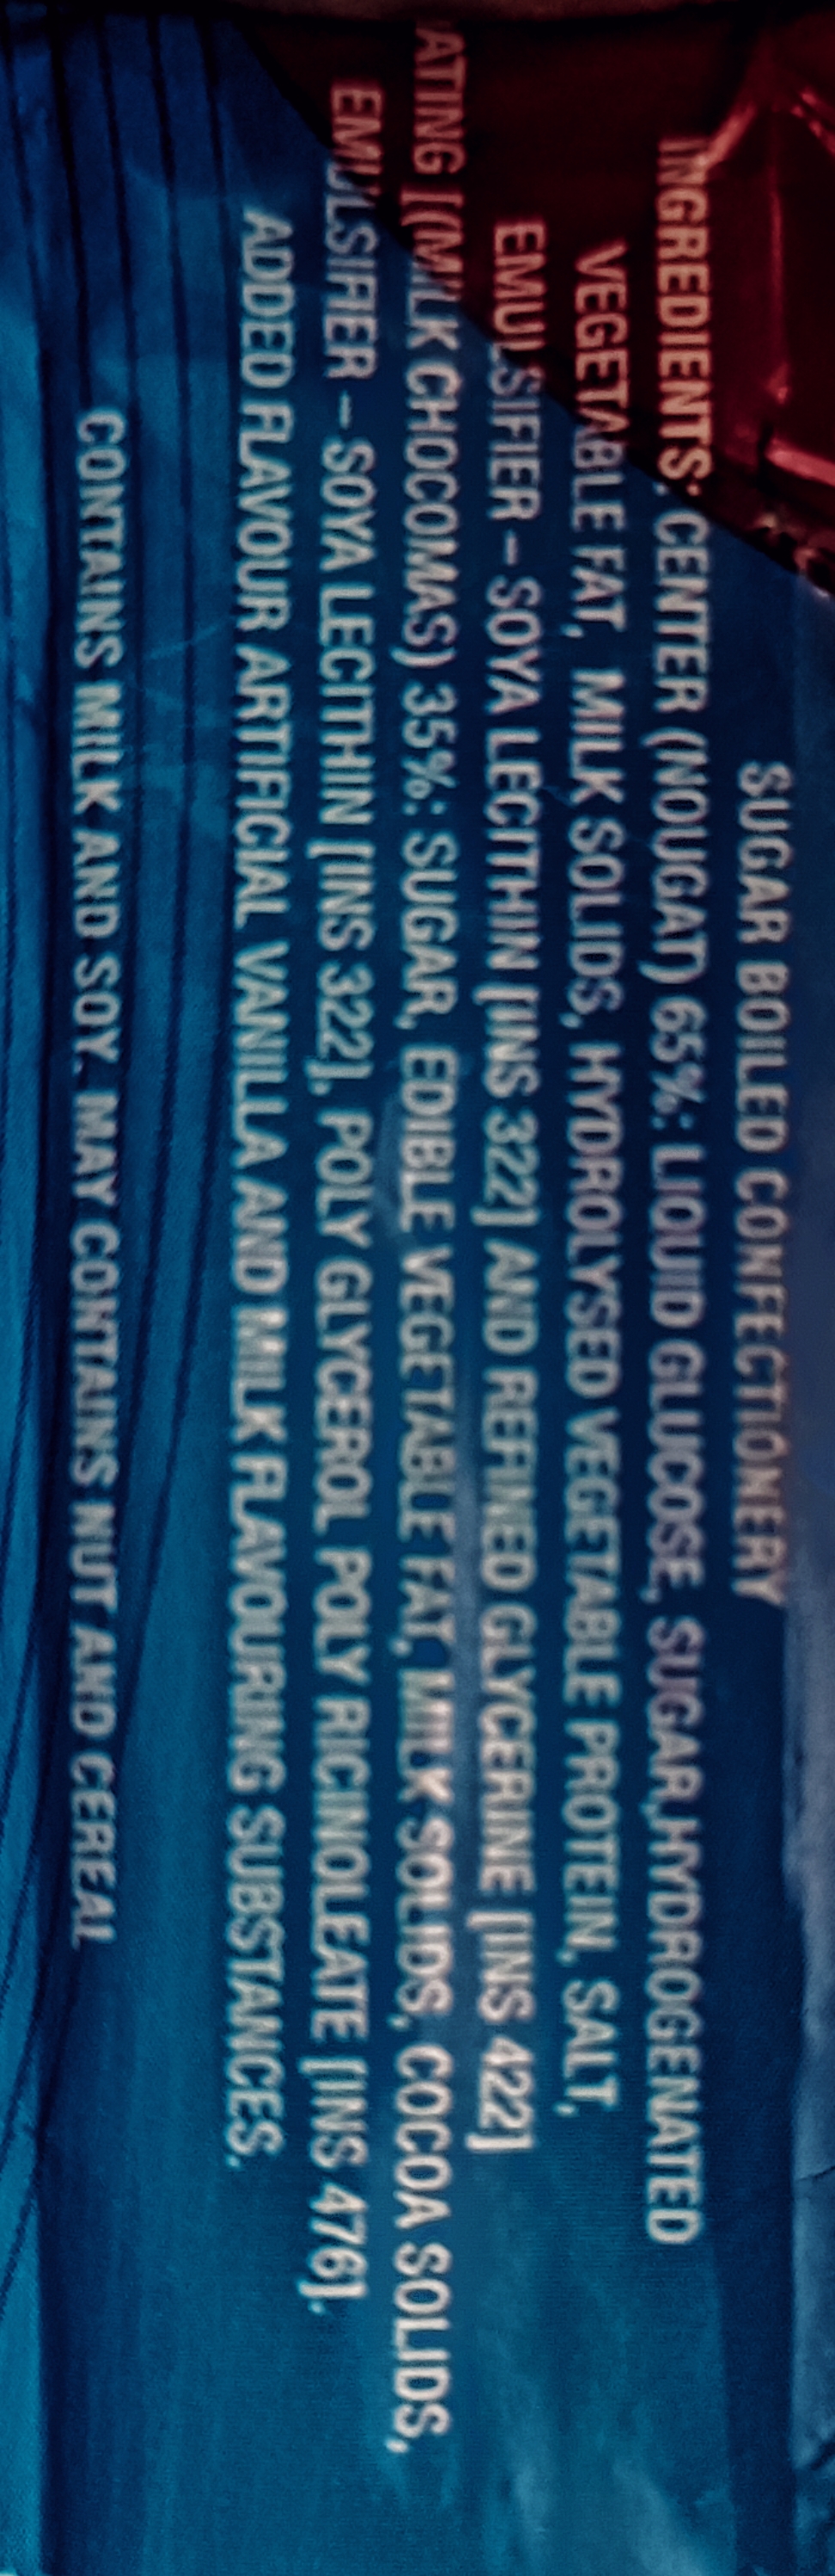 SUGAR BOILED CONFECTIONERY
INGREDIENTS: CENTER (NOUGAT) 65%: LIQUID GLUCOSE, SUGAR,HYDROGENATED
VEGETABLE FAT, MILK SOLIDS, HYDROLYSED VEGETABLE PROTEIN, SALT,
EMULSIFIER – SOYA LECITHIN [INS 322] AND REFINED GLYCERINE [INS 422]
ATING [(MILK CHOCOMAS) 35%: SUGAR, EDIBLE VEGETABLE FAT, MILK SOLIDS, COCOA SOLIDS,
EMULSIFIER – SOYA LECITHIN [INS 322], POLY GLYCEROL POLY RICINOLEATE [INS 476].
ADDED FLAVOUR ARTIFICIAL VANILLA AND MILK FLAVOURING SUBSTANCES.
CONTAINS MILK AND SOY. MAY CONTAINS NUT AND CEREAL